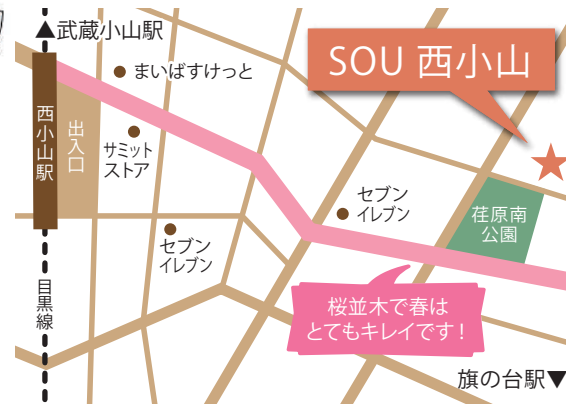 ▲武蔵小山駅
まいばすけっと
SOU 西小山
西小山駅
出入口
サミット
ストア
セブン
イレブン
荏原南
公園
セブン
イレブン
目黒線
桜並木で春は
とてもキレイです！
旗の台駅▼